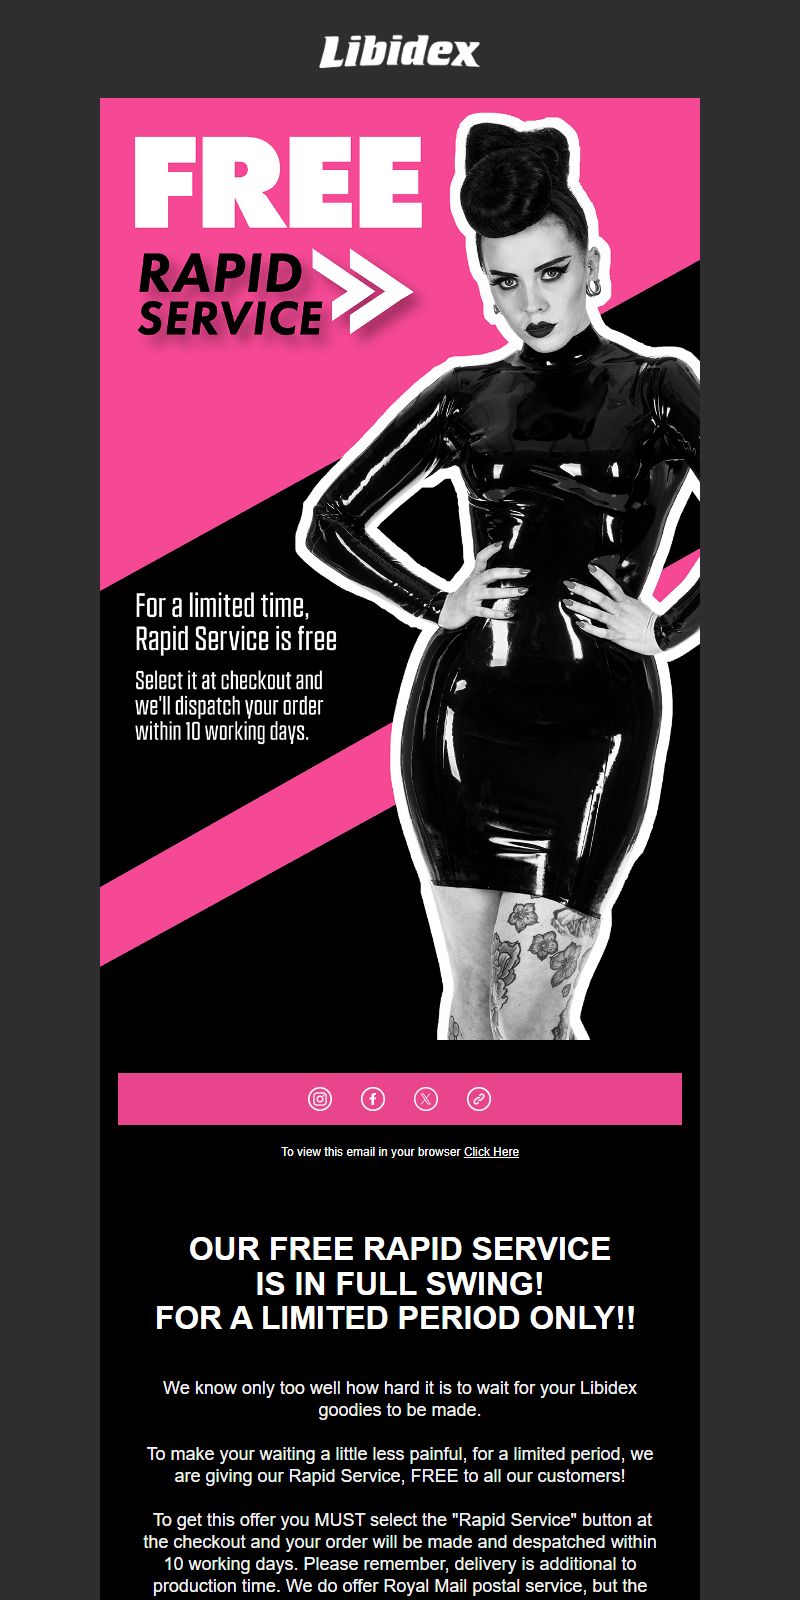 Libidex
FREE
RAPID
SERVICE
For a limited time,
Rapid Service is free
Select it at checkout and
we'll dispatch your order
within 10 working days.
To view this email in your browser Click Here
OUR FREE RAPID SERVICE
IS IN FULL SWING!
FOR A LIMITED PERIOD ONLY!!
We know only too well how hard it is to wait for your Libidex
goodies to be made.
To make your waiting a little less painful, for a limited period, we
are giving our Rapid Service, FREE to all our customers!
To get this offer you MUST select the "Rapid Service" button at
the checkout and your order will be made and despatched within
10 working days. Please remember, delivery is additional to
production time. We do offer Royal Mail postal service, but the